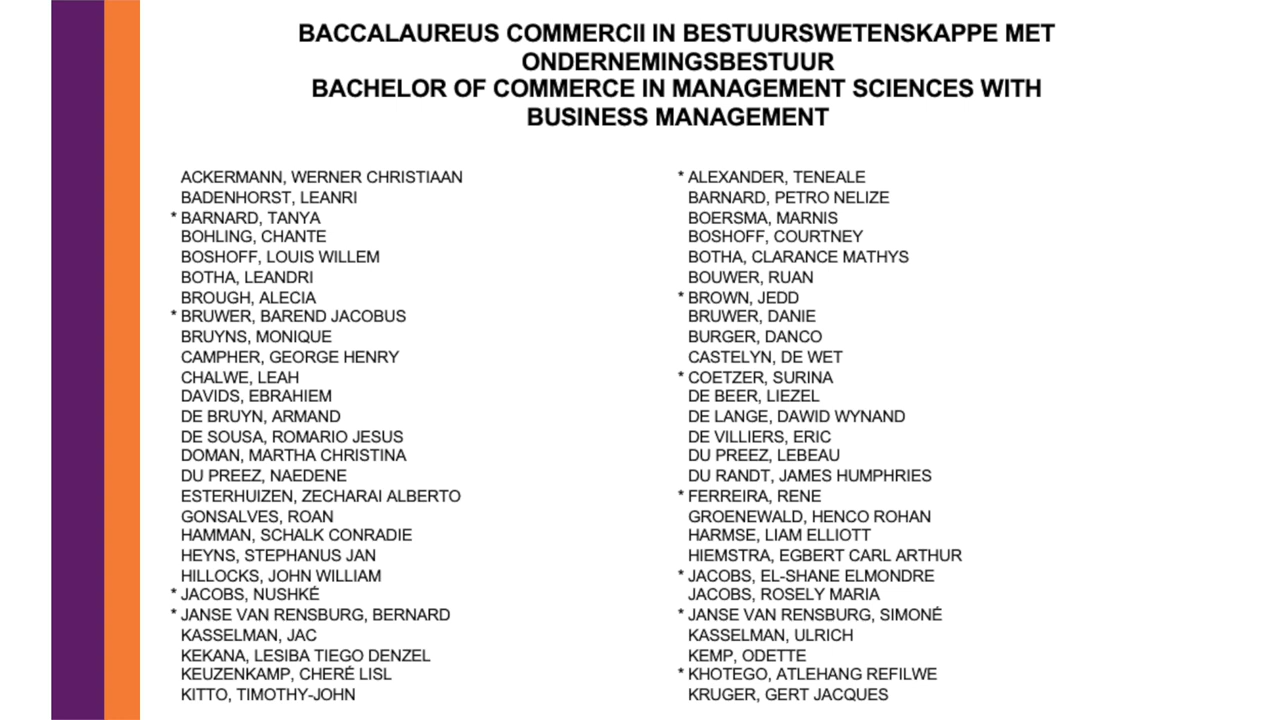 BACCALAUREUS COMMERCII IN BESTUURSWETENSKAPPE MET
ONDERNEMINGSBESTUUR
BACHELOR OF COMMERCE IN MANAGEMENT SCIENCES WITH
BUSINESS MANAGEMENT
ACKERMANN, WERNER CHRISTIAAN
BADENHORST, LEANRI
* BARNARD, TANYA
BOHLING, CHANTE
BOSHOFF, LOUIS WILLEM
BOTHA, LEANDRI
BROUGH, ALECIA
* BRUWER, BAREND JACOBUS
BRUYNS, MONIQUE
CAMPHER, GEORGE HENRY
CHALWE, LEAH
DAVIDS, EBRAHIEM
DE BRUYN, ARMAND
DE SOUSA, ROMARIO JESUS
DOMAN, MARTHA CHRISTINA
DU PREEZ, NAEDENE
ESTERHUIZEN, ZECHARAI ALBERTO
GONSALVES, ROAN
HAMMAN, SCHALK CONRADIE
HEYNS, STEPHANUS JAN
HILLOCKS, JOHN WILLIAM
* JACOBS, NUSHKÉ
* JANSE VAN RENSBURG, BERNARD
KASSELMAN, JAC
KEKANA, LESIBA TIEGO DENZEL
KEUZENKAMP, CHERÉ LISL
KITTO, TIMOTHY-JOHN
* ALEXANDER, TENEALE
BARNARD, PETRO NELIZE
BOERSMA, MARNIS
BOSHOFF, COURTNEY
BOTHA, CLARANCE MATHYS
BOUWER, RUAN
* BROWN, JEDD
BRUWER, DANIE
BURGER, DANCO
CASTELYN, DE WET
* COETZER, SURINA
DE BEER, LIEZEL
DE LANGE, DAWID WYNAND
DE VILLIERS, ERIC
DU PREEZ, LEBEAU
DU RANDT, JAMES HUMPHRIES
* FERREIRA, RENE
GROENEWALD, HENCO ROHAN
HARMSE, LIAM ELLIOTT
HIEMSTRA, EGBERT CARL ARTHUR
* JACOBS, EL-SHANE ELMONDRE
JACOBS, ROSELY MARIA
* JANSE VAN RENSBURG, SIMONÉ
KASSELMAN, ULRICH
KEMP, ODETTE
* KHOTEGO, ATLEHANG REFILWE
KRUGER, GERT JACQUES